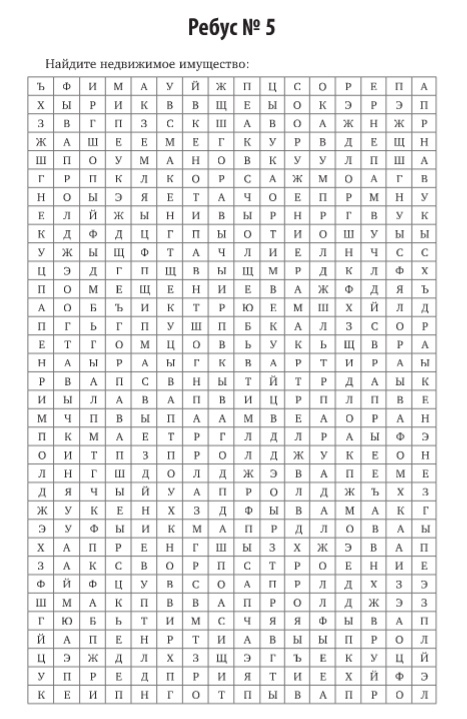 Ребус № 5
Найдите недвижимое имущество:
Ъ Ф И М А У Й Ж П Ц С О Р Е П А
Х Ы Р И К В В Щ Е Ы О К Э Р Э П
З В Г П З С К Ш А В О А Ж Н Ж Р
Ж А Ш Е Е М Е Г К У Р В Д Е Щ Н
Ш П О У М А Н О В К У У Л П Ш А
Г Р П К Л К О Р С А Ж М О А Г В
Н О Ы Э Я Е Т А Ч О Е П Р М Н У
Е Л Й Ж Ы Н И В Ы Р Н Р Г В У К
К Д Ф Д Ц Г П Ы О Т И О Ш У Ы Ы
У Ж Ы Щ Ф Т А Ч Л И Е Л Н Ч С С
Ц Э Д Г П Щ В Ы Щ М Р Д К Л Ф Х
П О М Е Щ Е Н И Е В А Ж Ф Д Я Ъ
А О Б Ъ И К Т Р Ю Е М Ш Х Й Л Д
П Г Ь Г П У Ш П Б К А Л З С О Р
Е Т Г О М Ц О В Ь У К Ь Щ В Р А
Н А Ы Р А Ы Г К В А Р Т И Р А Ы
Р В А П С В Н Ы Т Й Т Р Д А Ы К
И Ы Л А В А П В И Ц Р П Л П В Е
М Ч П В Ы П А А М В Е А О Р А Н
П К М А Е Т Р Г Л Д Л Р А Ы Ф Э
О И Т П З П Р О Л Д Ж У К Е О Н
Л Н Г Ш Д О Л Д Ж Э В А П Е М Е
Д Я Ч Ы Й У А П Р О Л Д Ж Ъ Х З
Ж У К Е Н Х З Д Ф Ы В А М А К Г
Э У Ф Ы И К М А П Р Д Л О В А Ы
Х А П Р Е Н Г Ш Ы З Х Ж Э В А П
З А К С В О Р П С Т Р О Е Н И Е
Ф Й Ф Ц У В С О А П Р Л Д Х З Э
Ш М А К П В В А П Р О Л Д Ж Э З
Г Ю Б Ь Т И М С Ч Я Я Ф Ы В А П
Й А П Е Н Р Т И А В Ы Ы П Р О Л
Ц Э Ж Д Л Х З Щ Э Г Ъ Е К У Ц Й
У П Р Е Д П Р И Я Т И Е Х Й Ф Э
К Е И П Н Г О Т П Ы В А П Р О Л